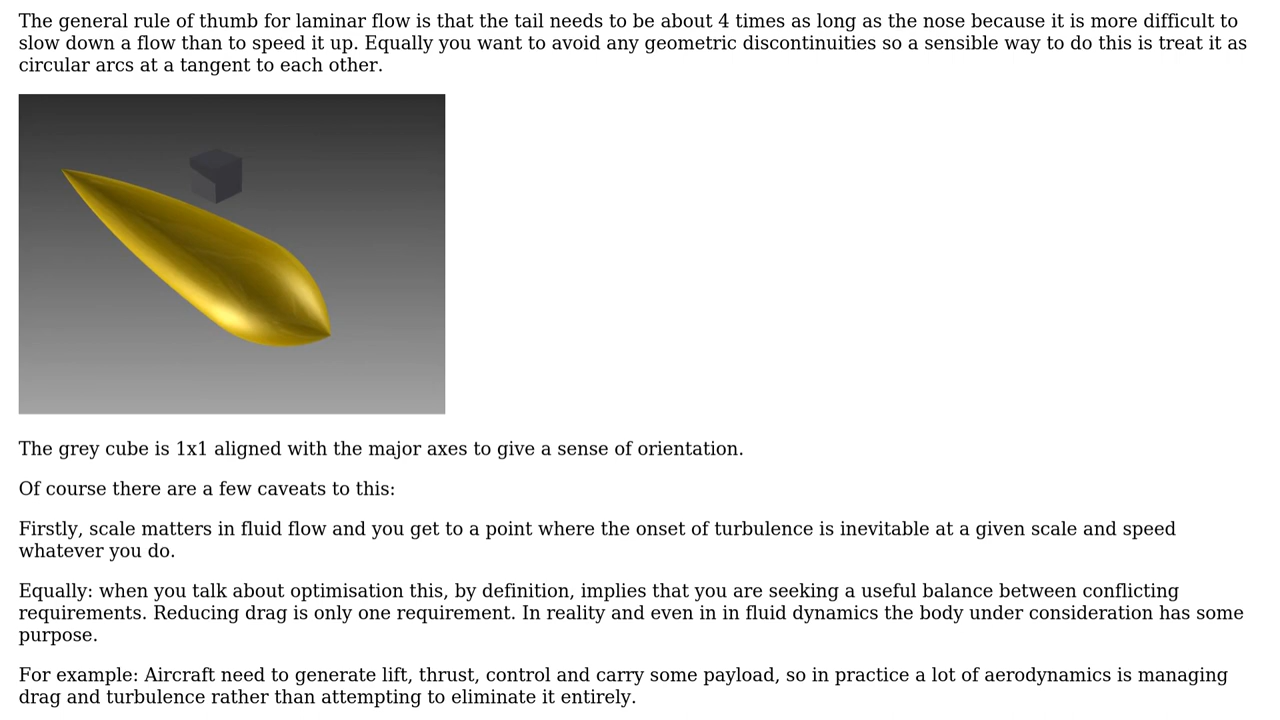 The general rule of thumb for laminar flow is that the tail needs to be about 4 times as long as the nose because it is more difficult to
slow down a flow than to speed it up. Equally you want to avoid any geometric discontinuities so a sensible way to do this is treat it as
circular arcs at a tangent to each other.
The grey cube is 1x1 aligned with the major axes to give a sense of orientation.
Of course there are a few caveats to this:
Firstly, scale matters in fluid flow and you get to a point where the onset of turbulence is inevitable at a given scale and speed
whatever you do.
Equally: when you talk about optimisation this, by definition, implies that you are seeking a useful balance between conflicting
requirements. Reducing drag is only one requirement. In reality and even in in fluid dynamics the body under consideration has some
purpose.
For example: Aircraft need to generate lift, thrust, control and carry some payload, so in practice a lot of aerodynamics is managing
drag and turbulence rather than attempting to eliminate it entirely.